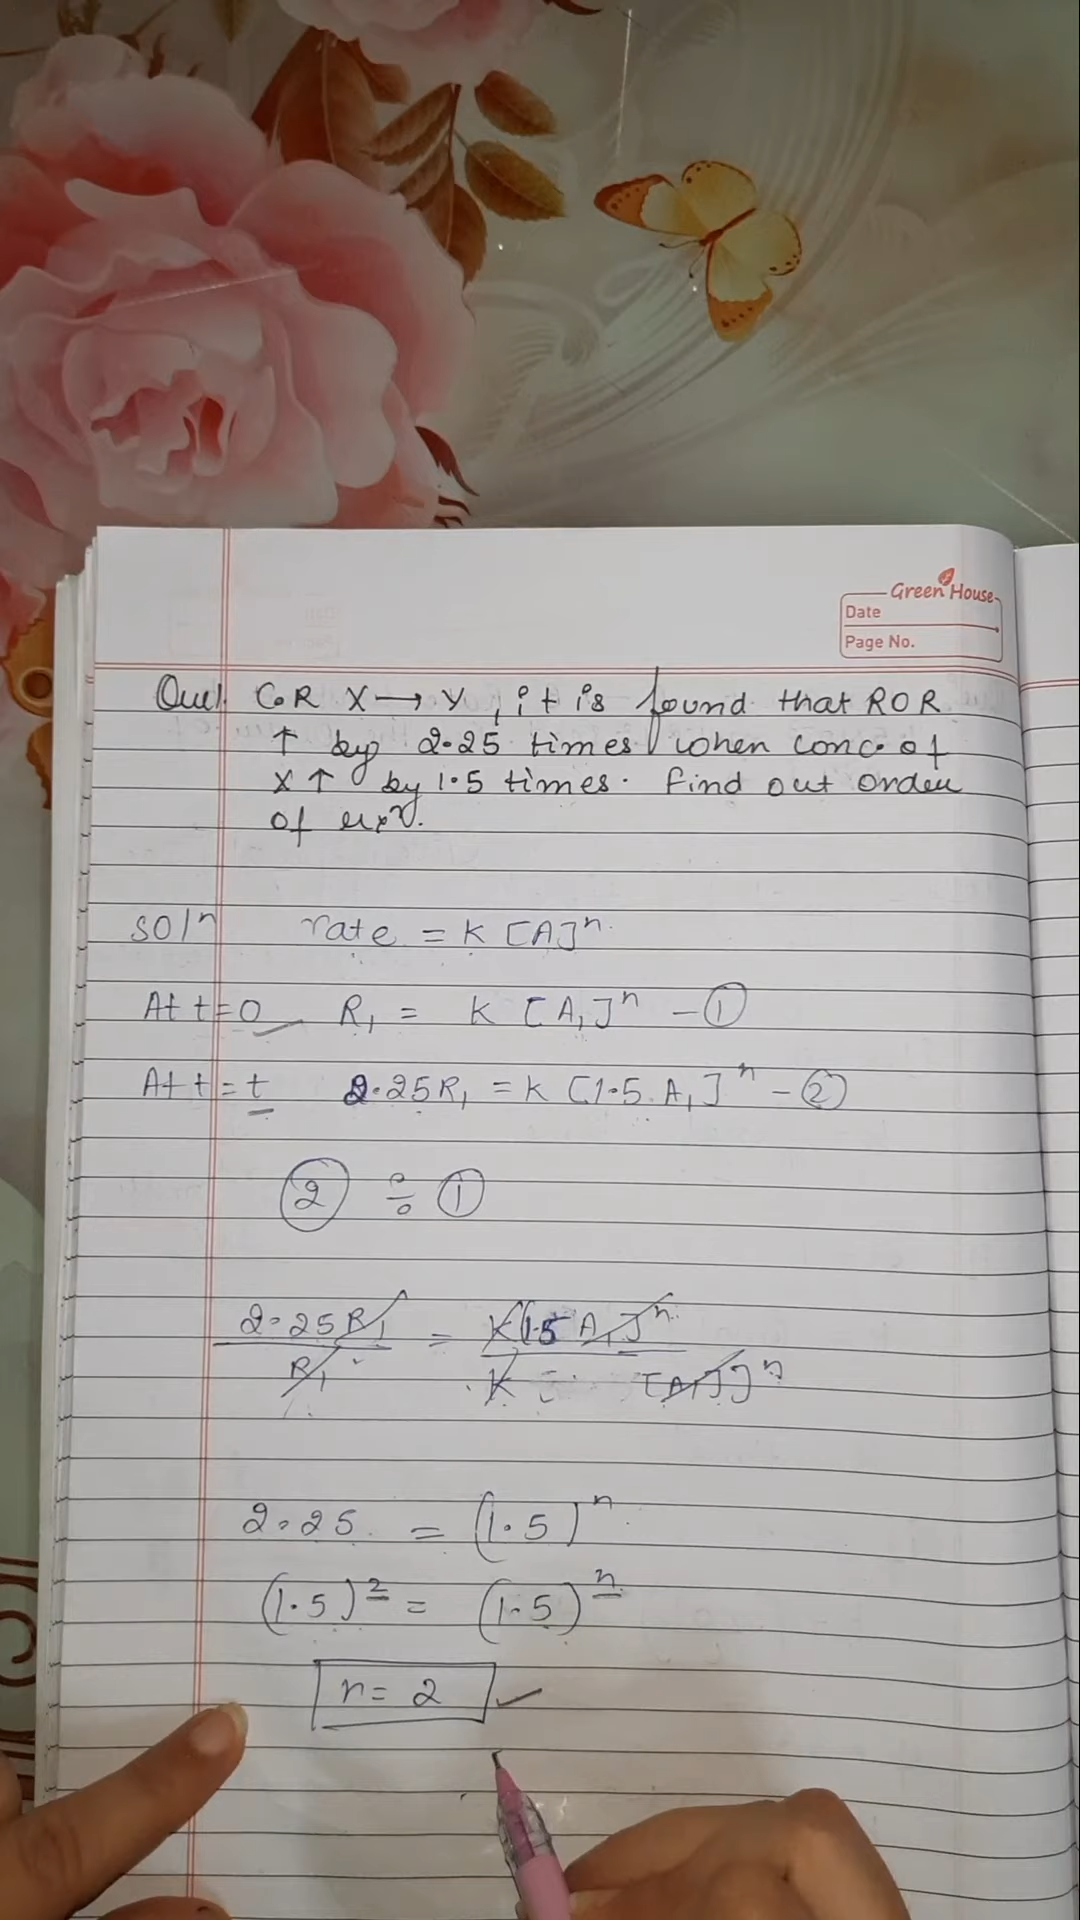 Green House
Date
Page No.
Que1. CoR X → Y, it is found that ROR
↑ by 2.25 times when conc. of
X ↑ by 1.5 times. Find out order
of rxn.
Solⁿ rate = K [A]ⁿ
At t=0 R₁ = K [A₁]ⁿ - ①
At t=t 2.25R₁ = K [1.5 A₁]ⁿ - ②
② ÷ ①
2.25R₁ = K[1.5 A₁]ⁿ
R₁ K [A₁]]ⁿ
2.25 = (1.5)ⁿ
(1.5)² = (1.5)ⁿ
n = 2